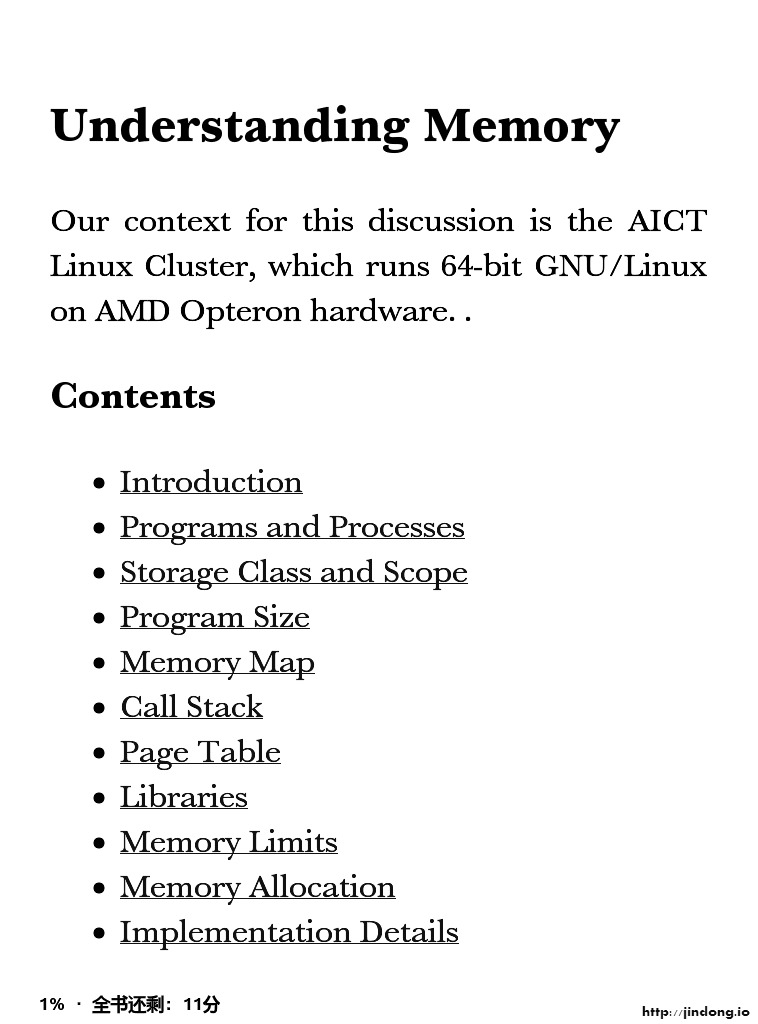 Understanding Memory
Our context for this discussion is the AICT
Linux Cluster, which runs 64-bit GNU/Linux
on AMD Opteron hardware. .
Contents
• Introduction
• Programs and Processes
• Storage Class and Scope
• Program Size
• Memory Map
• Call Stack
• Page Table
• Libraries
• Memory Limits
• Memory Allocation
• Implementation Details
1% · 全书还剩：11分
http://jindong.io